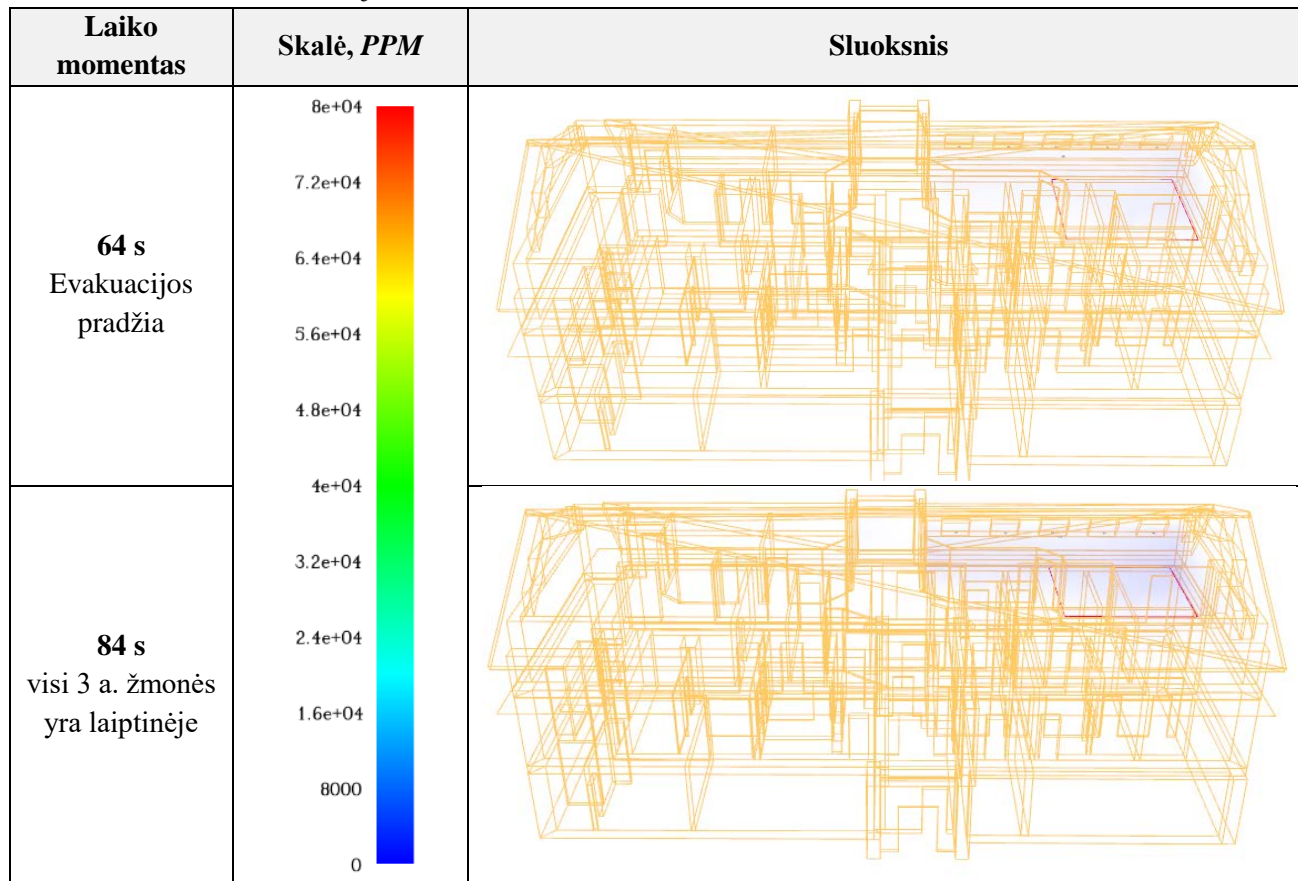 Laiko
momentas
Skalė, PPM
Sluoksnis
64 s
Evakuacijos
pradžia
8e+04
7.2e+04
6.4e+04
5.6e+04
4.8e+04
4e+04
3.2e+04
2.4e+04
1.6e+04
8000
0
84 s
visi 3 a. žmonės
yra laiptinėje